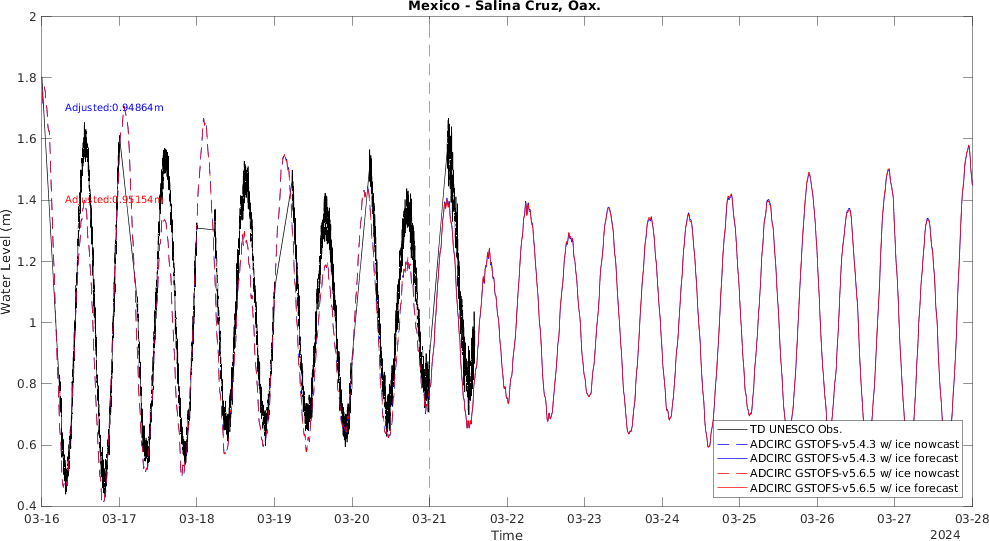 Mexico - Salina Cruz, Oax.
2
1.8
1.6
1.4
1.2
1
0.8
0.6
0.4
Water Level (m)
Adjusted:0.94864m
Adjusted:0.95154m
TD UNESCO Obs.
ADCIRC GSTOFS-v5.4.3 w/ ice nowcast
ADCIRC GSTOFS-v5.4.3 w/ ice forecast
ADCIRC GSTOFS-v5.6.5 w/ ice nowcast
ADCIRC GSTOFS-v5.6.5 w/ ice forecast
03-16 03-17 03-18 03-19 03-20 03-21 03-22 03-23 03-24 03-25 03-26 03-27 03-28
Time
2024